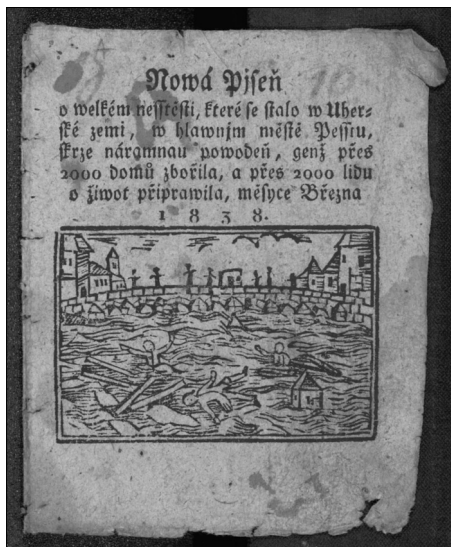 Nowá Pjseň
o welkém nesstěsti, které se stalo w Uher-
ské zemi, w hlawnjm městě Pesstu,
skrze náramnau powodeň, genž přes
2000 domů zbořila, a přes 2000 lidu
o žiwot připrawila, měsyce Března
1838.